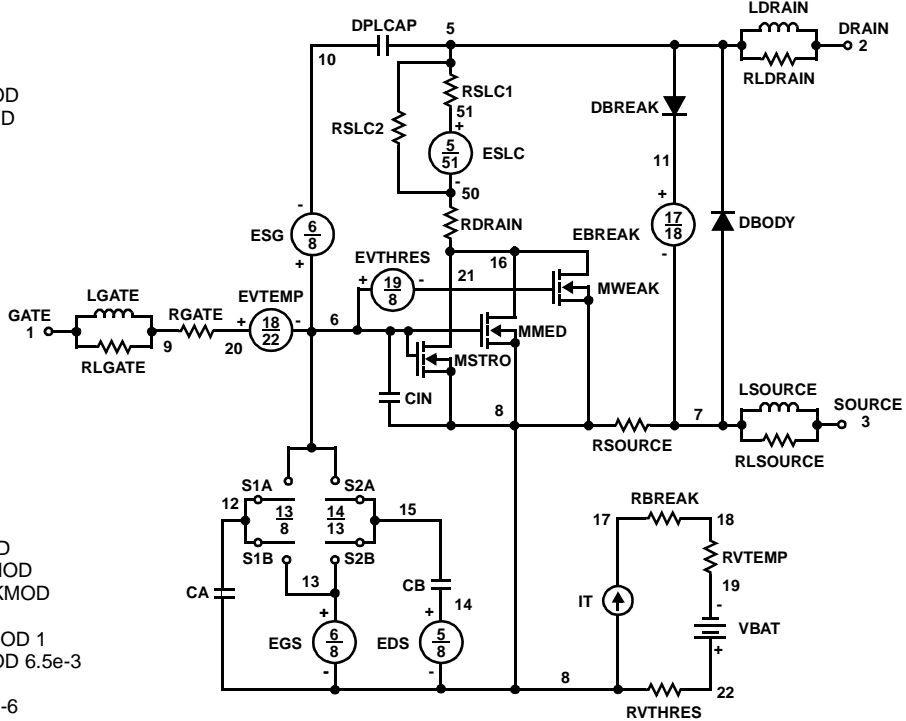 LDRAIN
DPLCAP
5
DRAIN
2
10
RLDRAIN
OD
D
RSLC1
51
+
RSLC2
5
51
ESLC
-
50
DBREAK
11
RDRAIN
-
6
8
ESG
+
+
17
18
EBREAK
-
DBODY
EVTHRES
+
19
8
-
16
21
MWEAK
LGATE
GATE
1
RLGATE
9
RGATE
20
EVTEMP
+
18
22
-
6
MMED
MSTRO
CIN
8
LSOURCE
SOURCE
3
7
RSOURCE
RLSOURCE
S1A
S2A
12
13
8
14
13
15
S1B
S2B
13
CA
CB
14
+
EGS
6
8
-
+
EDS
5
8
-
RBREAK
17
18
RVTEMP
19
IT
-
VBAT
+
8
22
RVTHRES
D
MOD
KMOD
OD 1
OD 6.5e-3
-6